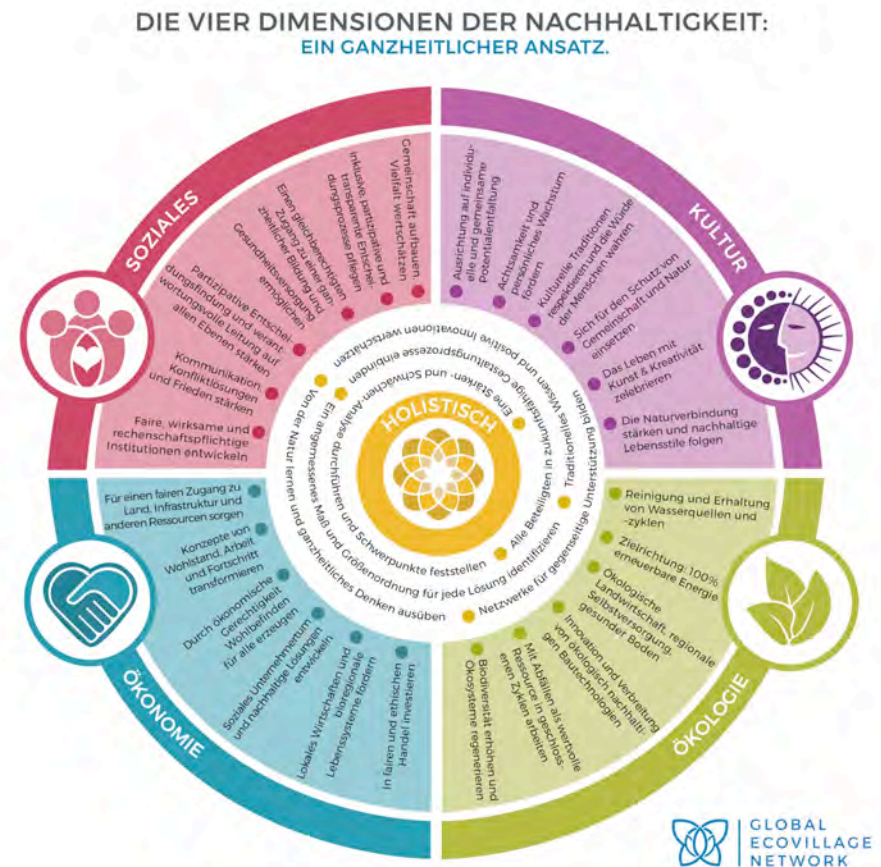 DIE VIER DIMENSIONEN DER NACHHALTIGKEIT:
EIN GANZHEITLICHER ANSATZ.
SOZIALES
Gemeinschaft aufbauen,
Vielfalt wertschätzen
inklusive, partizipative und
transparente Entschei-
dungsprozesse pflegen
Einen gleichberechtigten
Zugang zu einer gan-
zheitlicher Bildung und
Gesundheitsversorgung
ermöglichen
Partizipative Entschei-
dungsfindung und verant-
wortungsvolle Leitung auf
allen Ebenen stärken
Kommunikation,
Konfliktlösungen
und Frieden stärken
Faire, wirksame und
rechenschaftspflichtige
Institutionen entwickeln
KULTUR
Ausrichtung auf individu-
elle und gemeinsame
Potentialentfaltung
Achtsamkeit und
persönliches Wachstum
fördern
Kulturelle Traditionen
respektieren und die Würde
der Menschen wahren
Sich für den Schutz von
Gemeinschaft und Natur
einsetzen
Das Leben mit
Kunst & Kreativität
zelebrieren
Die Naturverbindung
stärken und nachhaltige
Lebensstile folgen
HOLISTISCH
Eine Stärken- und Schwächen-Analyse durchführen und Schwerpunkte feststellen
Alle Beteiligten in zukunftsfähige Gestaltungsprozesse einbinden
Ein angemessenes Maß und Größenordnung für jede Lösung identifizieren
Traditionelles Wissen und positive Innovationen wertschätzen
Von der Natur lernen und ganzheitliches Denken ausüben
Netzwerke für gegenseitige Unterstützung bilden
ÖKONOMIE
Für einen fairen Zugang zu
Land, Infrastruktur und
anderen Ressourcen sorgen
Konzepte von
Wohlstand, Arbeit
und Fortschritt
transformieren
Durch ökonomische
Gerechtigkeit
Wohlbefinden
für alle erzeugen
Soziales Unternehmertum
und nachhaltige Lösungen
entwickeln
Lokales Wirtschaften und
bioregionale
Lebenssysteme fördern
In fairen und ethischen
Handel investieren
ÖKOLOGIE
Reinigung und Erhaltung
von Wasserquellen und
-zyklen
Zielrichtung: 100%
erneuerbare Energie
Ökologische
Landwirtschaft, regionale
Selbstversorgung,
gesunder Boden
Innovation und Verbreitung
von ökologisch nachhalti-
gen Bautechnologien
Mit Abfällen als wertvolle
Ressource in geschloss-
enen Zyklen arbeiten
Biodiversität erhöhen und
Ökosysteme regenerieren
GLOBAL
ECOVILLAGE
NETWORK